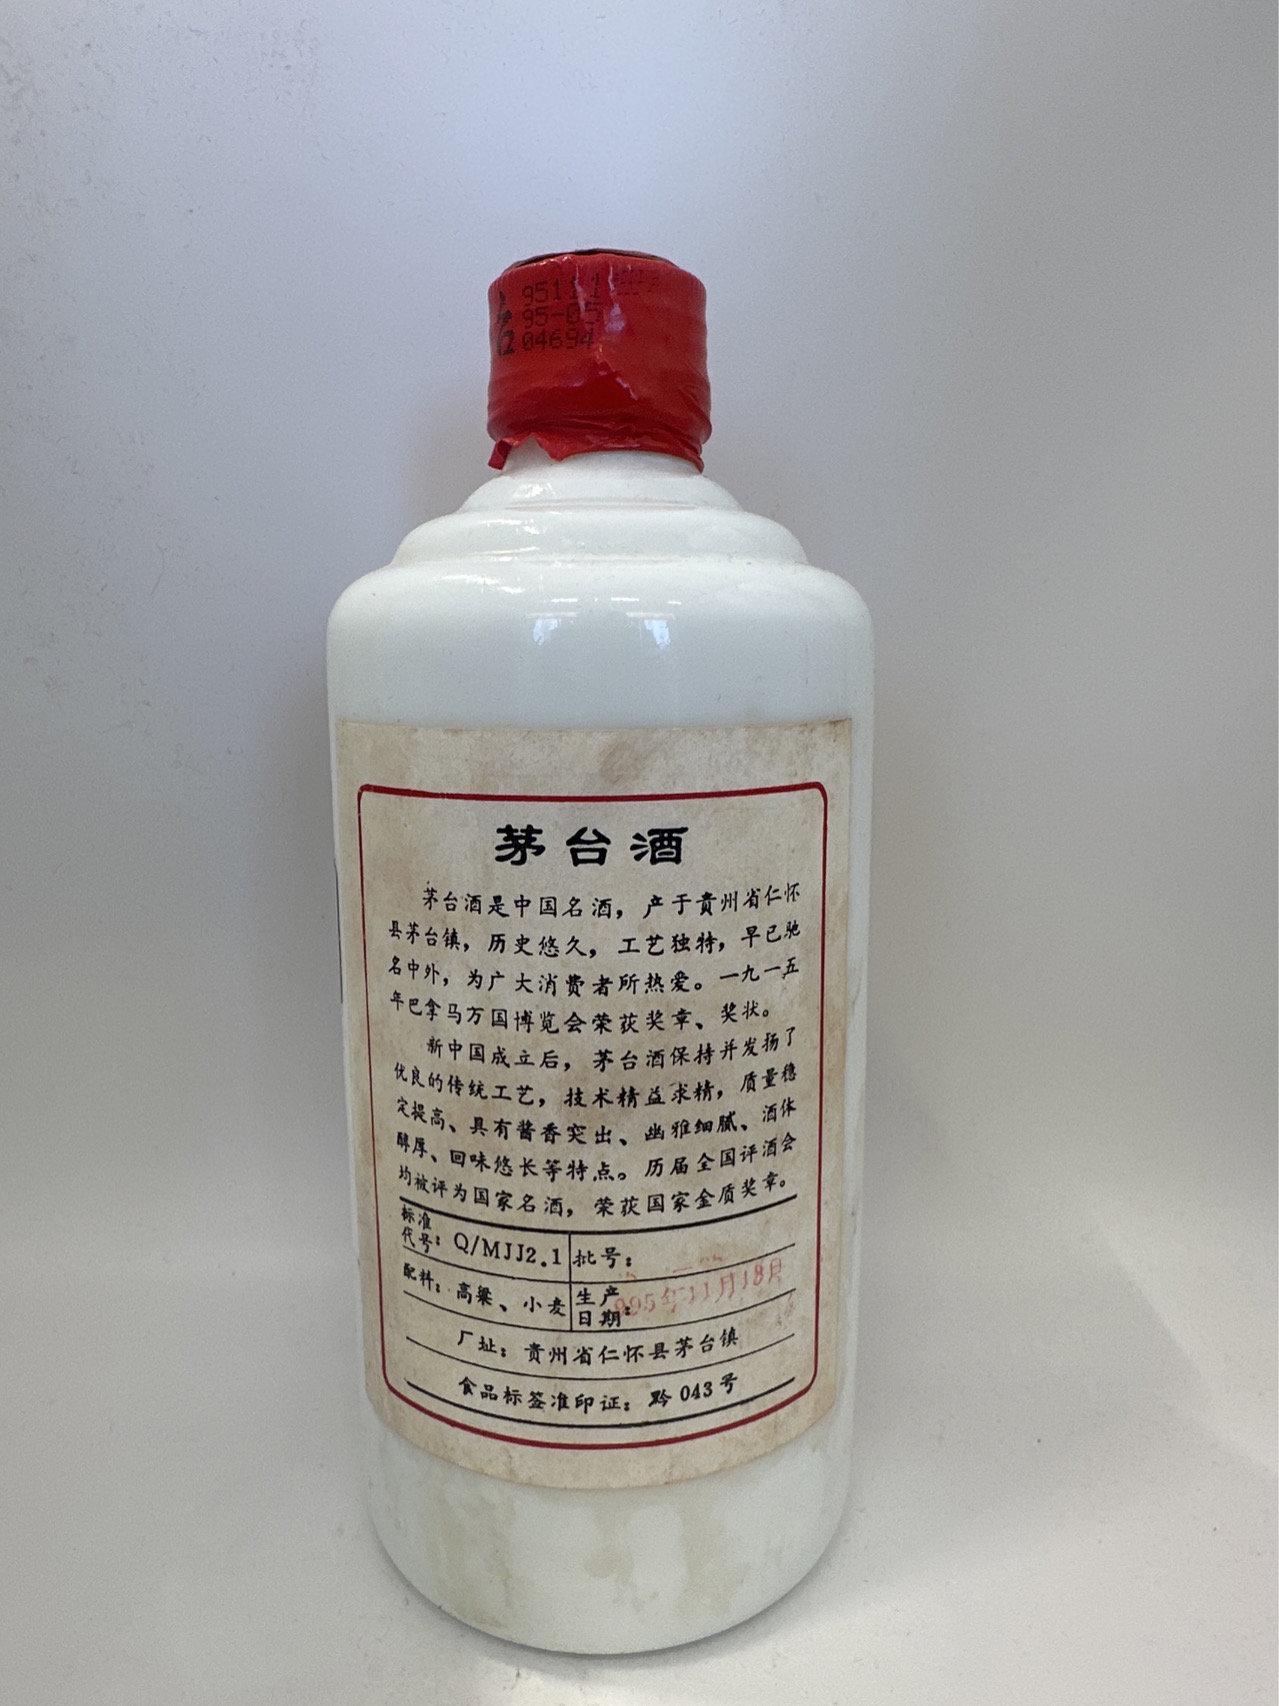 95111
95-05
04694
茅台酒
茅台酒是中国名酒，产于贵州省仁怀
县茅台镇，历史悠久，工艺独特，早已驰
名中外，为广大消费者所热爱。一九一五
年巴拿马万国博览会荣获奖章、奖状。
新中国成立后，茅台酒保持并发扬了
优良的传统工艺，技术精益求精，质量稳
定提高、具有酱香突出、幽雅细腻、酒体
醇厚、回味悠长等特点。历届全国评酒会
均被评为国家名酒，荣获国家金质奖章。
标准代号：Q/MJJ2.1 批号：
配料：高粱、小麦 生产日期：1995年11月18日
厂址：贵州省仁怀县茅台镇
食品标签准印证：黔 043 号